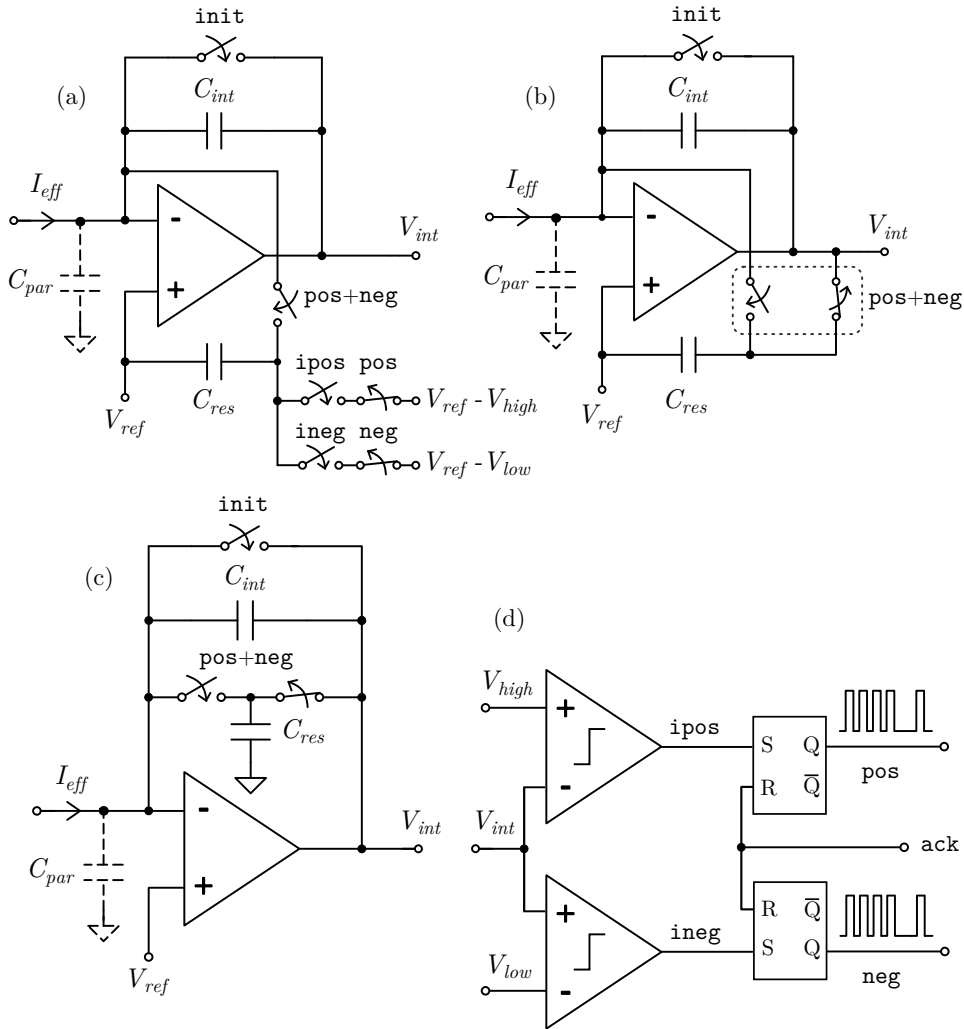 init
init
(a)
C_int
(b)
C_int
I_eff
-
V_int
I_eff
-
V_int
C_par
+
pos+neg
C_par
+
pos+neg
ipos pos
V_ref
C_res
V_ref - V_high
V_ref
C_res
ineg neg
V_ref - V_low
init
(c)
C_int
(d)
pos+neg
V_high
+
C_res
ipos
S Q
I_eff
-
-
R Q̅
pos
V_int
V_int
C_par
ack
+
+
R Q̅
ineg
S Q
V_low
-
neg
V_ref